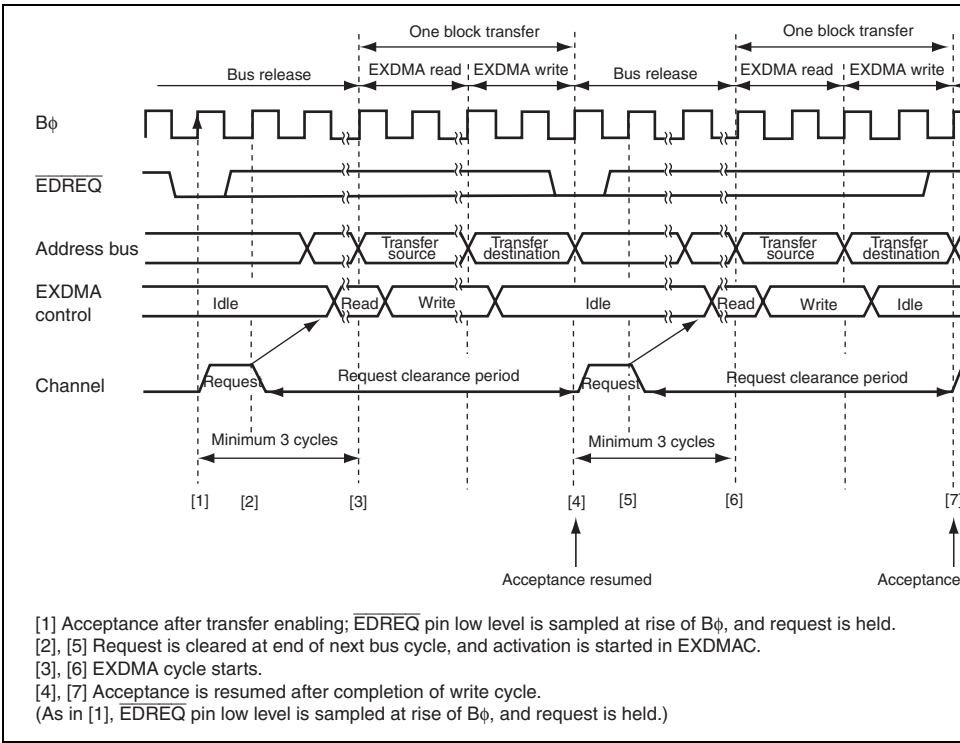 One block transfer One block transfer
Bus release EXDMA read EXDMA write Bus release EXDMA read EXDMA write
Bϕ
EDREQ
Address bus Transfer source Transfer destination Transfer source Transfer destination
EXDMA control Idle Read Write Idle Read Write Idle
Channel Request Request clearance period Request Request clearance period
Minimum 3 cycles Minimum 3 cycles
[1] [2] [3] [4] [5] [6] [7]
Acceptance resumed Acceptance
[1] Acceptance after transfer enabling; EDREQ pin low level is sampled at rise of Bϕ, and request is held.
[2], [5] Request is cleared at end of next bus cycle, and activation is started in EXDMAC.
[3], [6] EXDMA cycle starts.
[4], [7] Acceptance is resumed after completion of write cycle.
(As in [1], EDREQ pin low level is sampled at rise of Bϕ, and request is held.)